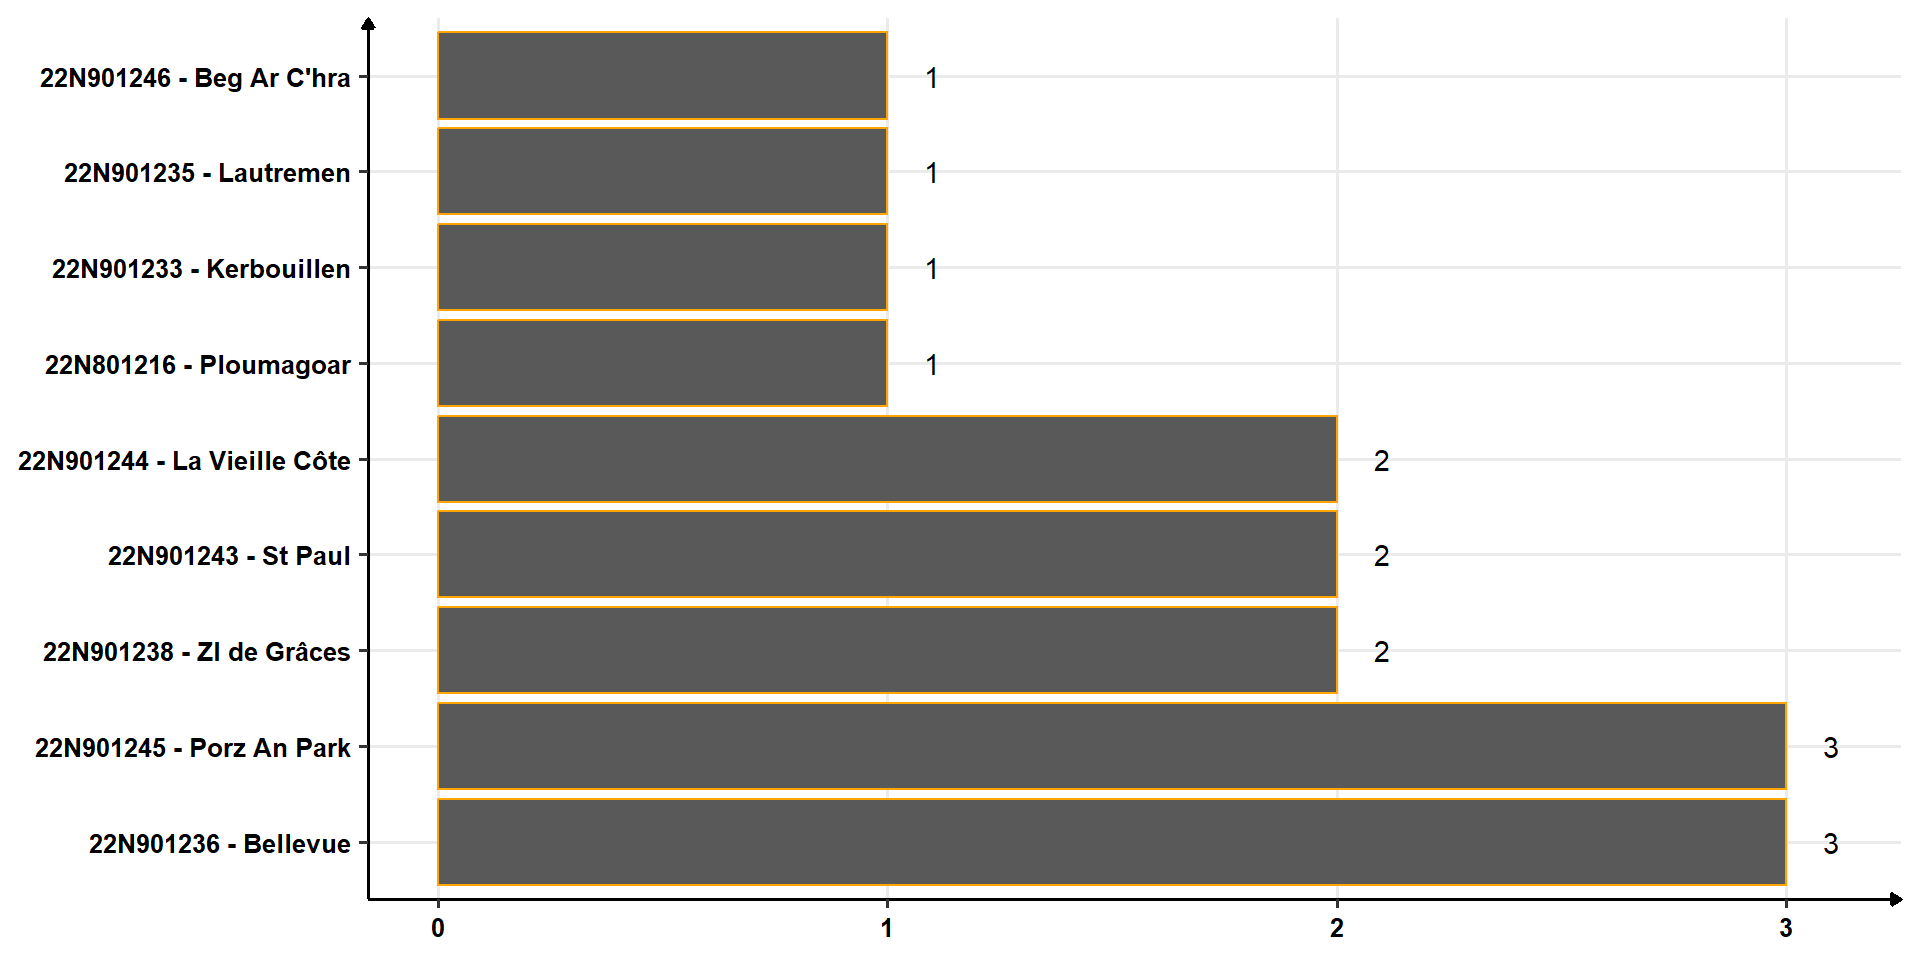 22N901246 - Beg Ar C'hra 1
22N901235 - Lautremen 1
22N901233 - Kerbouillen 1
22N801216 - Ploumagoar 1
22N901244 - La Vieille Côte 2
22N901243 - St Paul 2
22N901238 - ZI de Grâces 2
22N901245 - Porz An Park 3
22N901236 - Bellevue 3
0 1 2 3